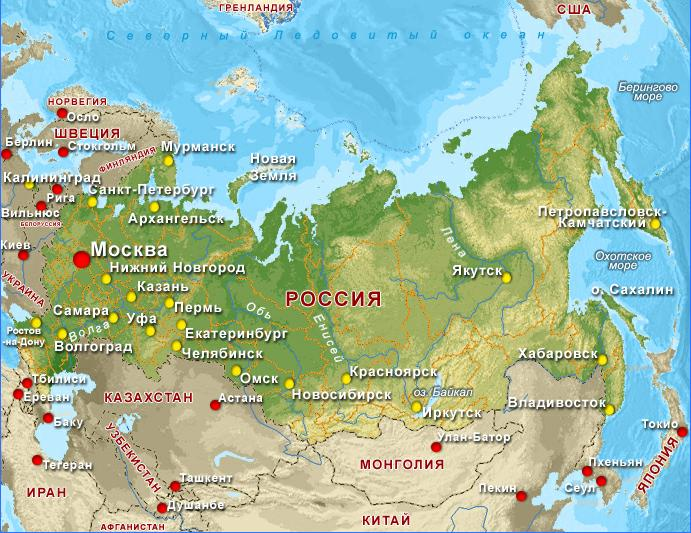 ГРЕНЛАНДИЯ
США
Северный Ледовитый океан
Берингово
море
НОРВЕГИЯ
Осло
ШВЕЦИЯ
Берлин
Стокгольм
ФИНЛЯНДИЯ
Мурманск
Новая
Земля
Калининград
Рига
Санкт-Петербург
Вильнюс
Архангельск
БЕЛОРУССИЯ
Петропавловск-
Камчатский
Киев
Москва
Лена
Охотское
море
Нижний Новгород
Якутск
УКРАИНА
Казань
РОССИЯ
о. Сахалин
Самара
Пермь
Обь
Енисей
Уфа
Ростов
-на-Дону
Волга
Екатеринбург
Волгоград
Челябинск
Хабаровск
Омск
Красноярск
Тбилиси
Новосибирск
оз. Байкал
Ереван
КАЗАХСТАН
Астана
Иркутск
Владивосток
Баку
Улан-Батор
Токио
УЗБЕКИСТАН
Тегеран
МОНГОЛИЯ
Пхеньян
ЯПОНИЯ
ИРАН
Ташкент
Пекин
Сеул
Душанбе
АФГАНИСТАН
КИТАЙ